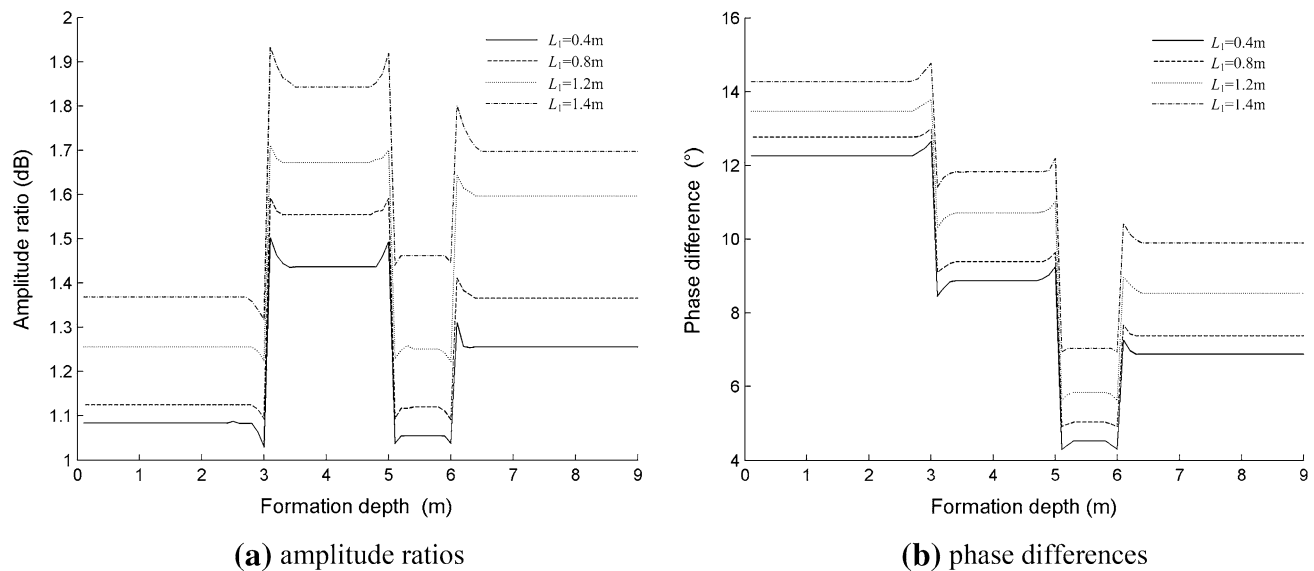 2
1.9
1.8
1.7
1.6
1.5
1.4
1.3
1.2
1.1
1
Amplitude ratio (dB)
0 1 2 3 4 5 6 7 8 9
Formation depth (m)
L1=0.4m
L1=0.8m
L1=1.2m
L1=1.4m
(a) amplitude ratios
16
14
12
10
8
6
4
Phase difference (°)
0 1 2 3 4 5 6 7 8 9
Formation depth (m)
L1=0.4m
L1=0.8m
L1=1.2m
L1=1.4m
(b) phase differences